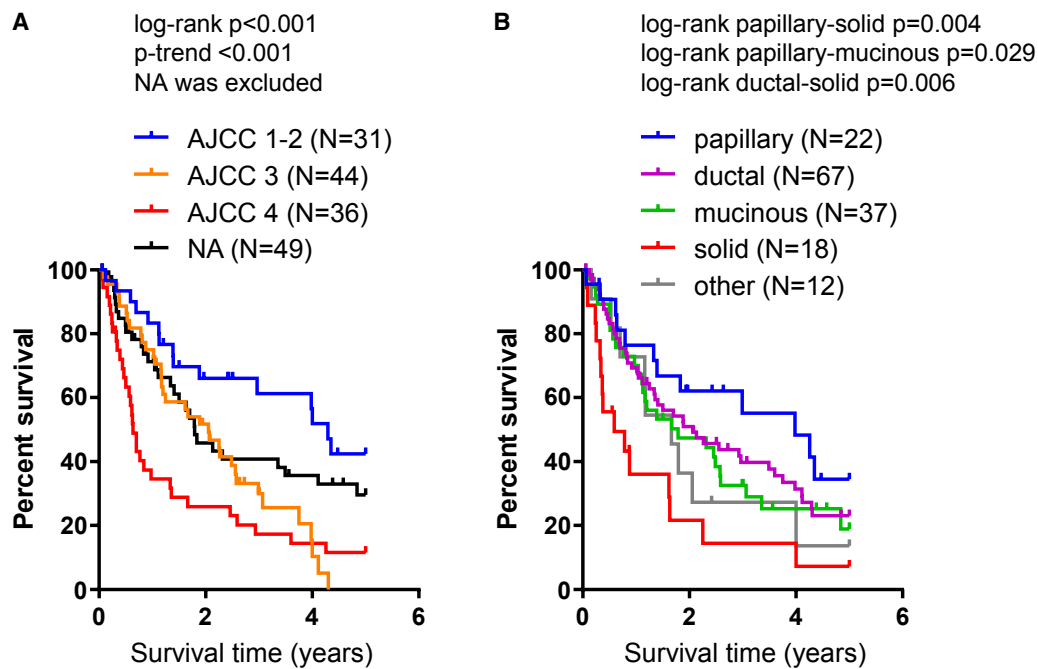 A
log-rank p<0.001
p-trend <0.001
NA was excluded
AJCC 1-2 (N=31)
AJCC 3 (N=44)
AJCC 4 (N=36)
NA (N=49)
Percent survival
100
80
60
40
20
0
0 2 4 6
Survival time (years)
B
log-rank papillary-solid p=0.004
log-rank papillary-mucinous p=0.029
log-rank ductal-solid p=0.006
papillary (N=22)
ductal (N=67)
mucinous (N=37)
solid (N=18)
other (N=12)
Percent survival
100
80
60
40
20
0
0 2 4 6
Survival time (years)